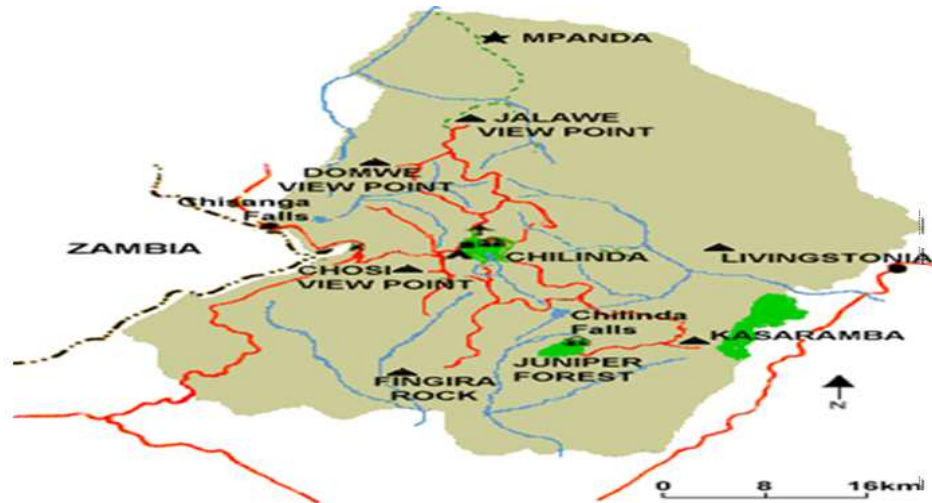 MPANDA
JALAWE
VIEW POINT
DOMWE
VIEW POINT
Chisanga
Falls
ZAMBIA
CHILINDA
LIVINGSTONIA
CHOSI
VIEW POINT
Chilinda
Falls
KASARAMBA
JUNIPER
FOREST
FINGIRA
ROCK
N
0 8 16km